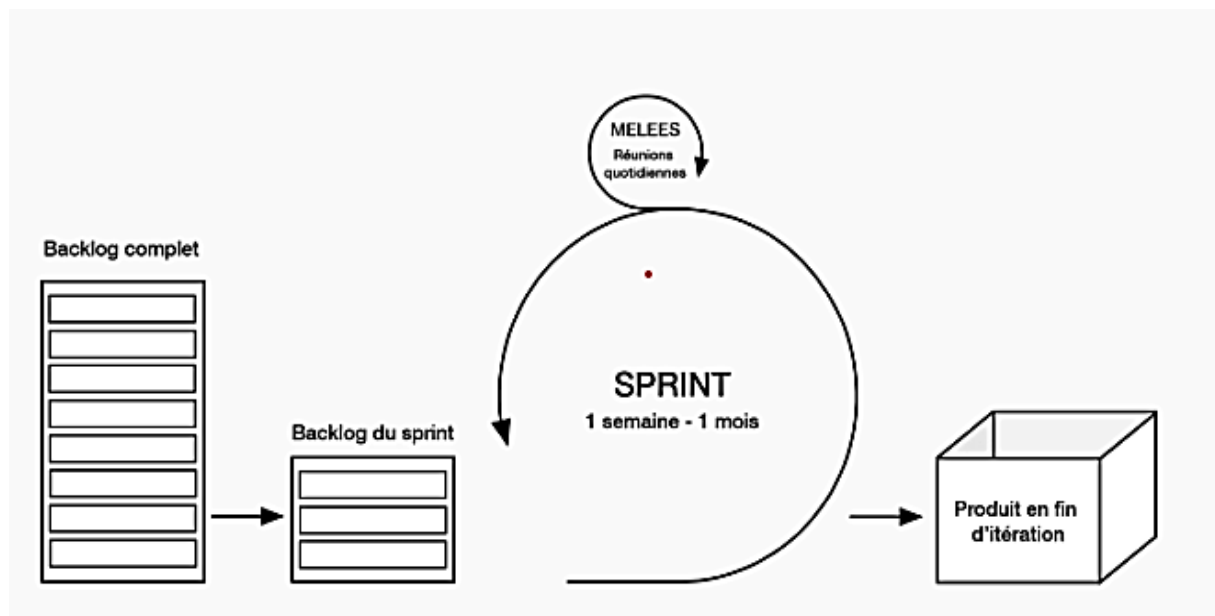 MELEES
Réunions
quotidiennes
Backlog complet
SPRINT
1 semaine - 1 mois
Backlog du sprint
Produit en fin
d'itération